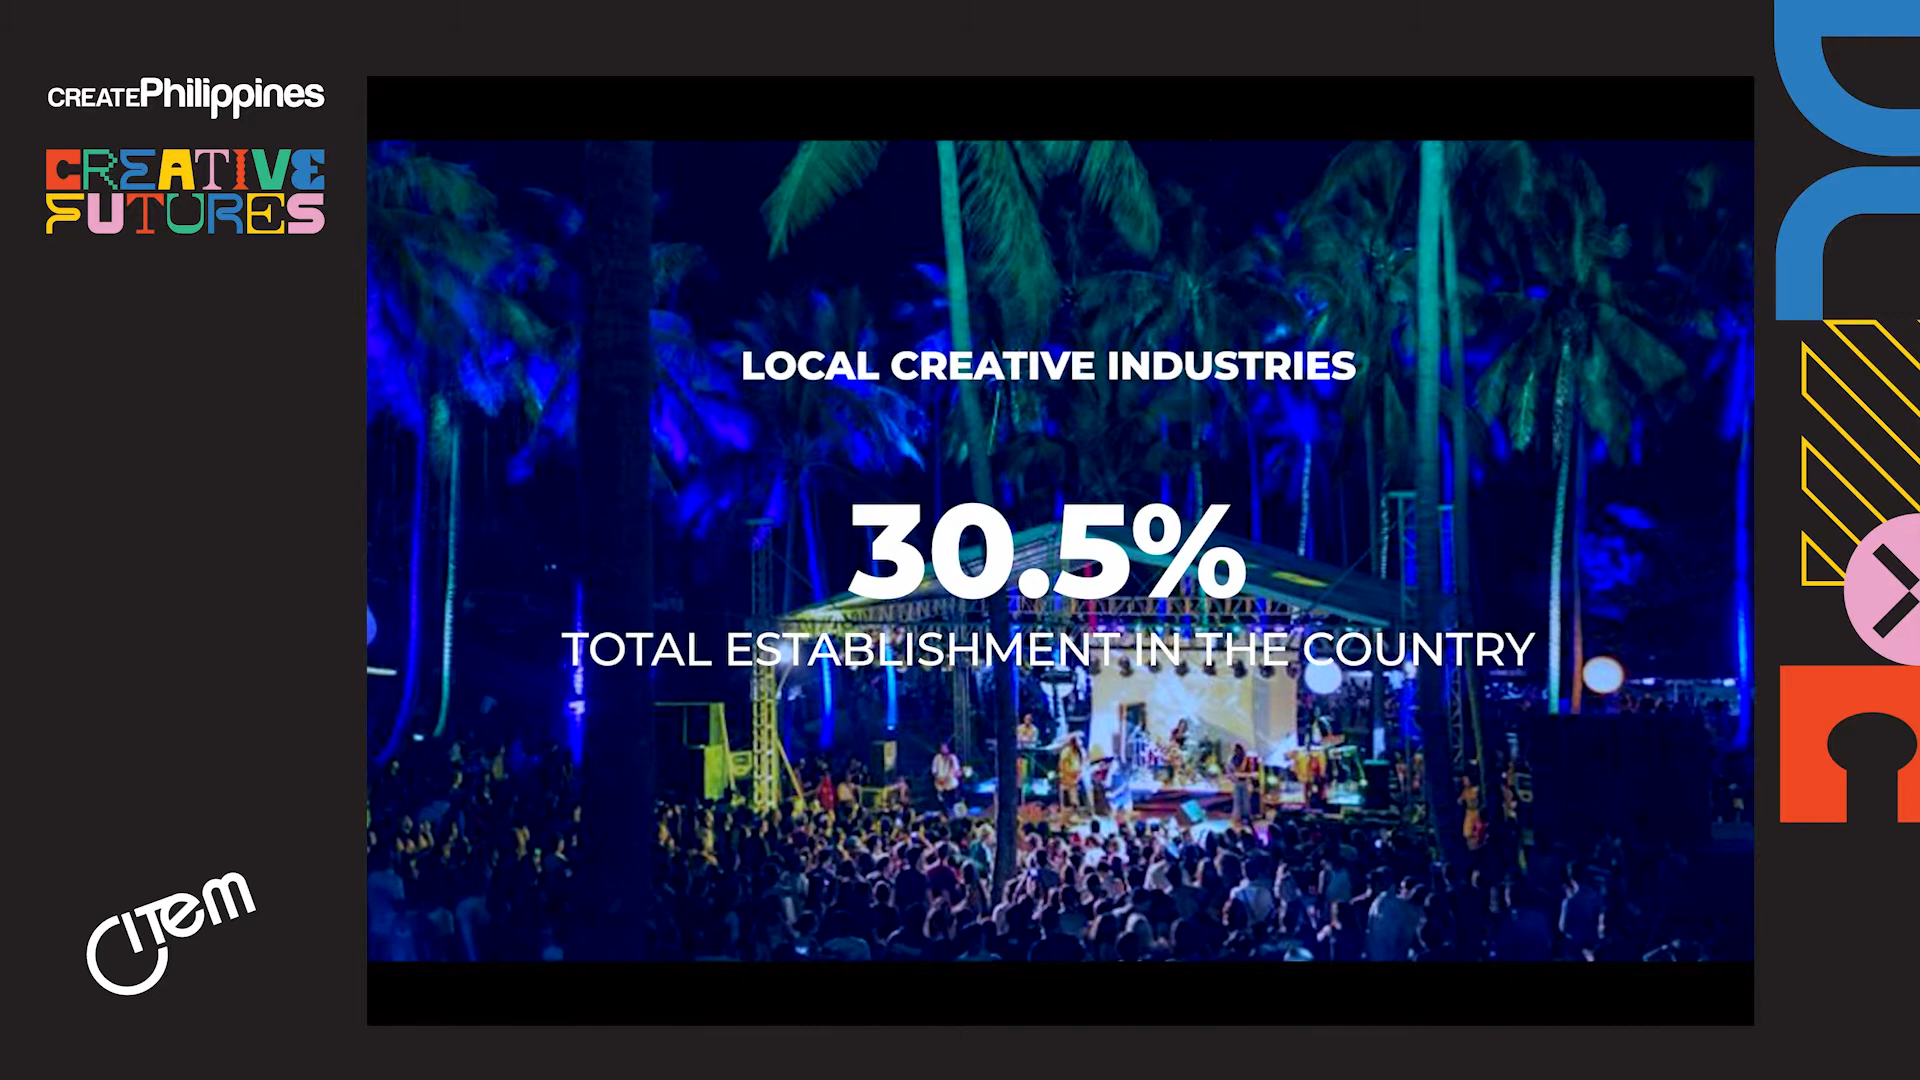 CREATEPhilippines
CREATIVE
FUTURES
LOCAL CREATIVE INDUSTRIES
30.5%
TOTAL ESTABLISHMENT IN THE COUNTRY
CITEM